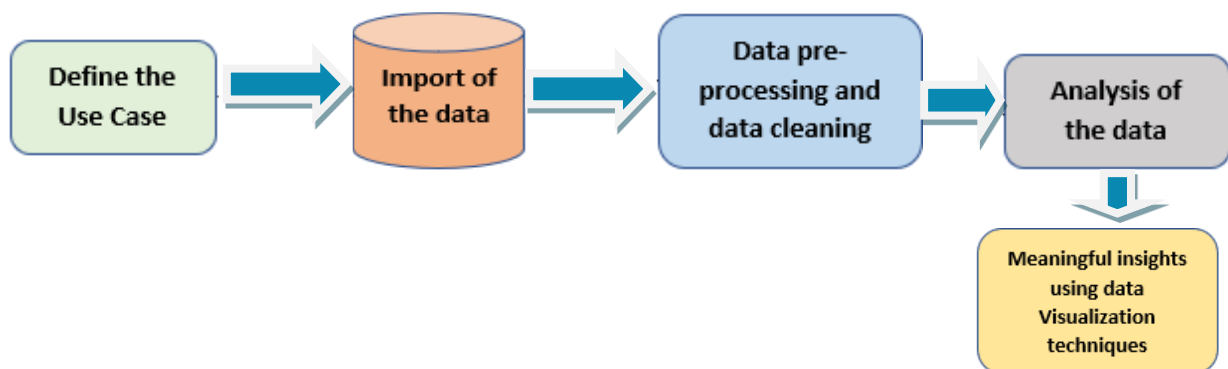 Define the
Use Case
Import of
the data
Data pre-
processing and
data cleaning
Analysis of
the data
Meaningful insights
using data
Visualization
techniques